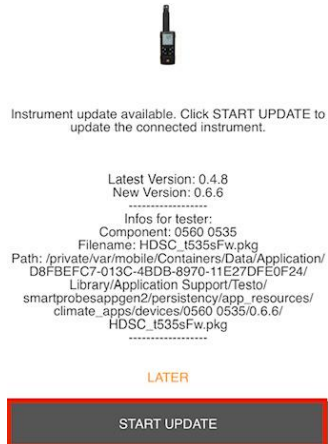 Instrument update available. Click START UPDATE to
update the connected instrument.
Latest Version: 0.4.8
New Version: 0.6.6
------------------
Infos for tester:
Component: 0560 0535
Filename: HDSC_t535sFw.pkg
Path: /private/var/mobile/Containers/Data/Application/
D8FBEFC7-013C-4BDB-8970-11E27DFE0F24/
Library/Application Support/Testo/
smartprobesappgen2/persistency/app_resources/
climate_apps/devices/0560 0535/0.6.6/
HDSC_t535sFw.pkg
------------------
LATER
START UPDATE